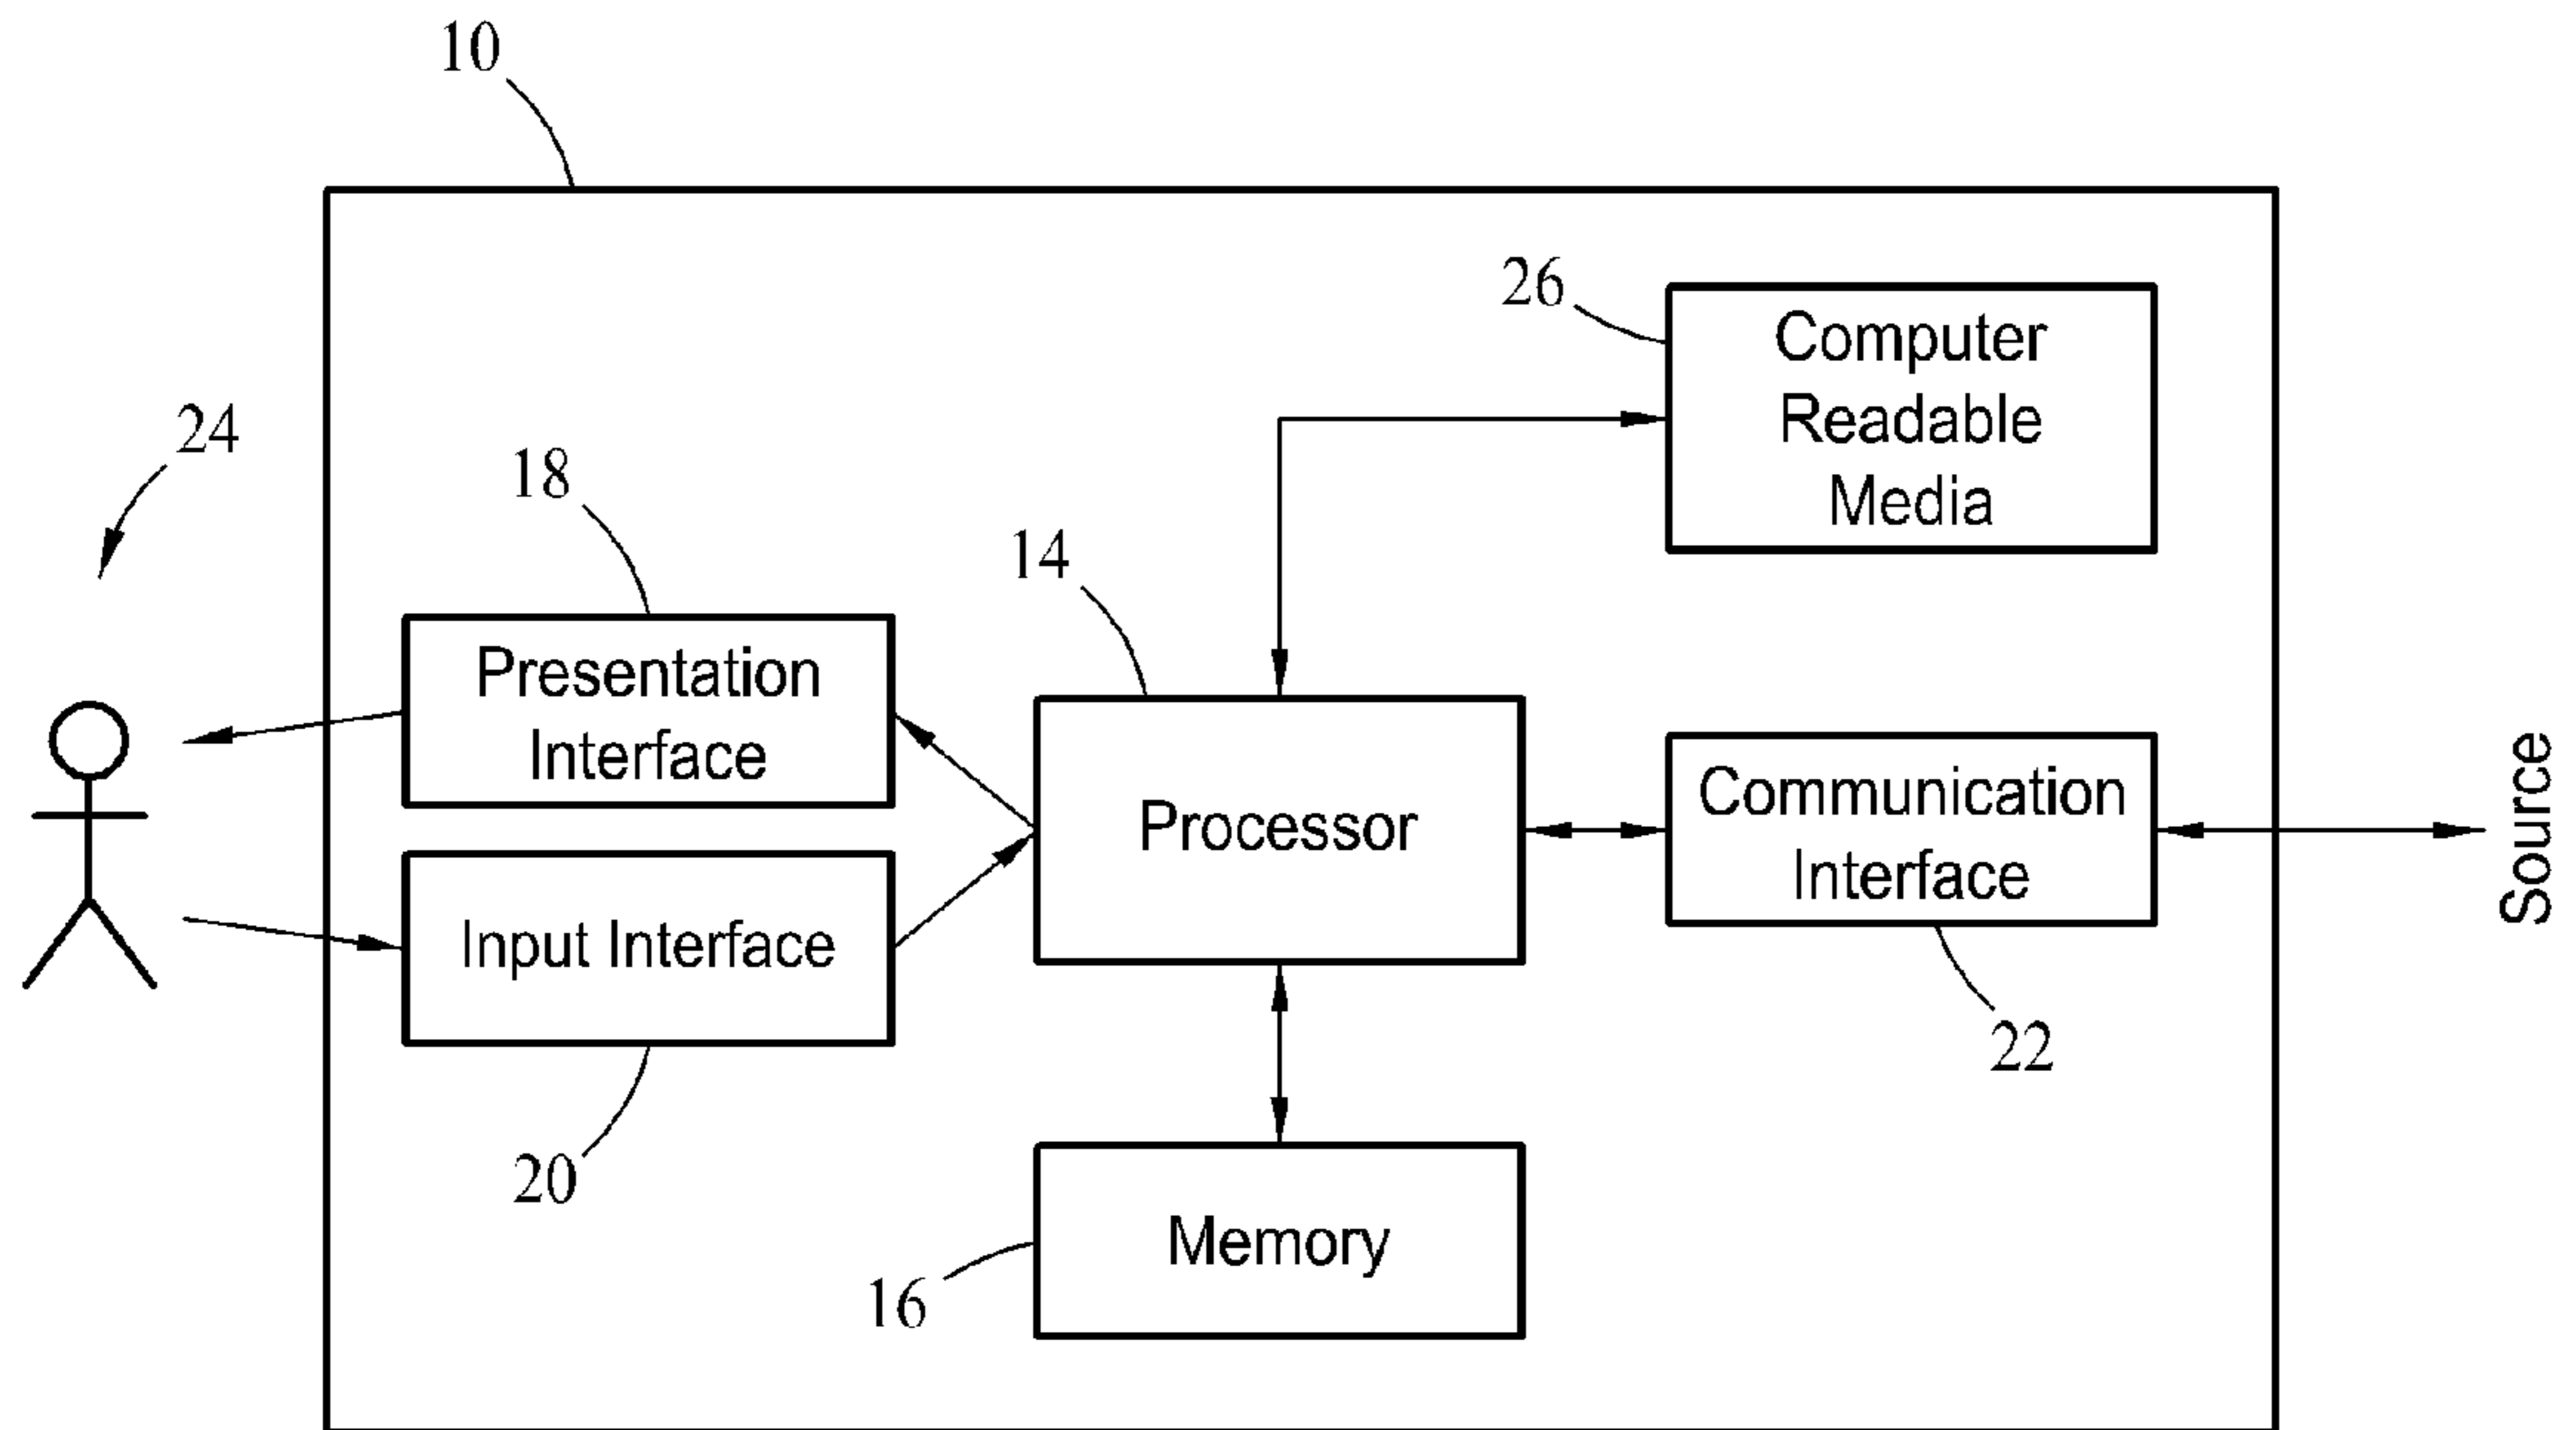 10
26
Computer
Readable
Media
24
18
14
Presentation
Interface
Processor
Communication
Interface
Source
Input Interface
22
20
Memory
16